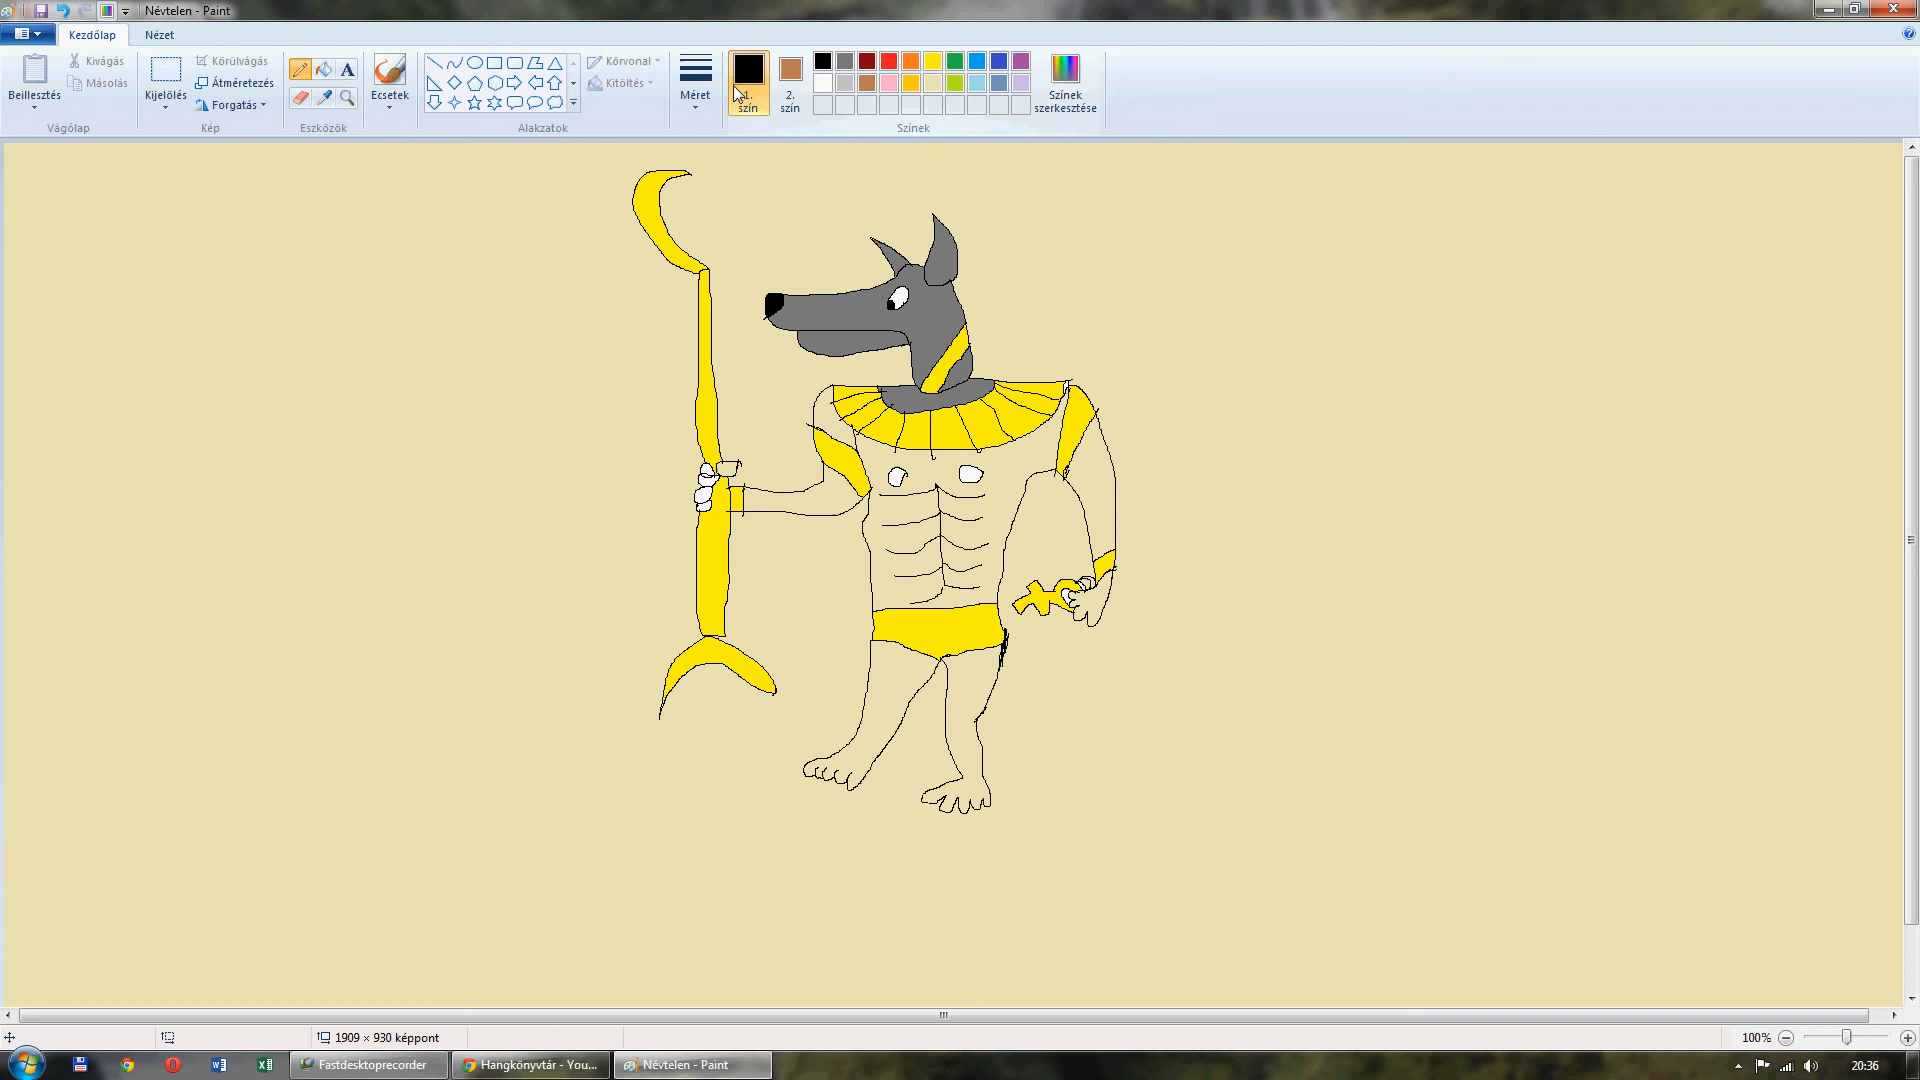 Névtelen - Paint
Kezdőlap Nézet
Beillesztés
Kivágás
Másolás
Vágólap
Kijelölés
Körülvágás
Átméretezés
Forgatás
Kép
A
Eszközök
Ecsetek
Alakzatok
Körvonal
Kitöltés
Méret
1.
szín
2.
szín
Színek
Színek
szerkesztése
1909 × 930 képpont
100%
Fastdesktoprecorder
Hangkönyvtár - You...
Névtelen - Paint
20:36